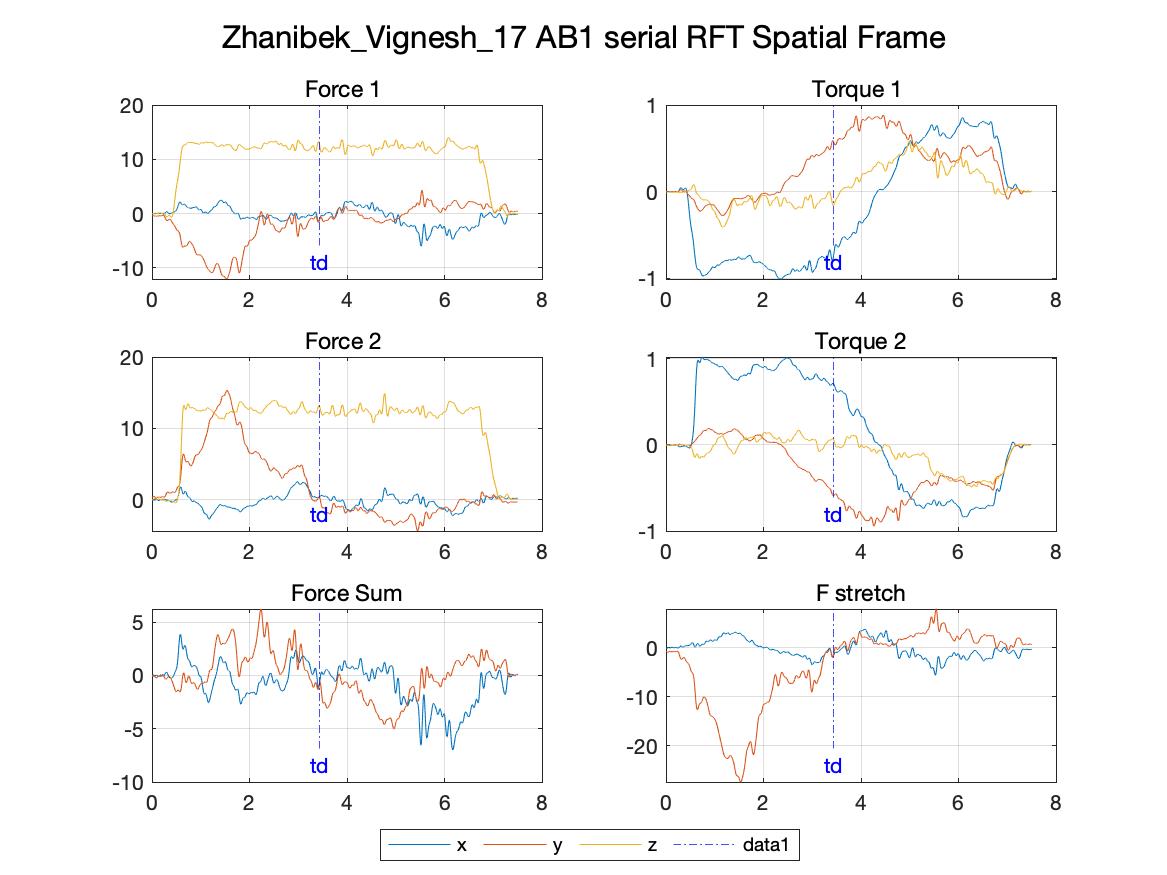 Zhanibek_Vignesh_17 AB1 serial RFT Spatial Frame
Force 1
20
10
0
-10
td
0 2 4 6 8
Torque 1
1
0
-1
td
0 2 4 6 8
Force 2
20
10
0
td
0 2 4 6 8
Torque 2
1
0
-1
td
0 2 4 6 8
Force Sum
5
0
-5
-10
td
0 2 4 6 8
F stretch
0
-10
-20
td
0 2 4 6 8
x y z data1